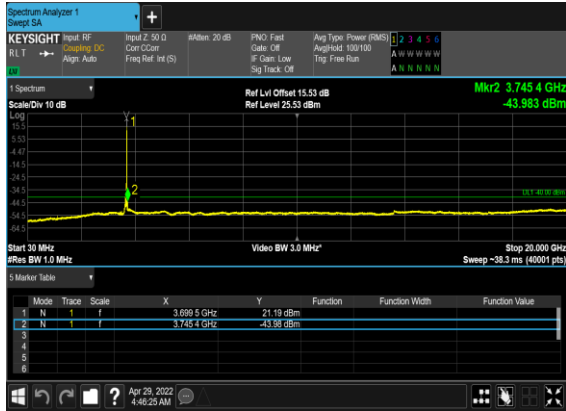 Spectrum Analyzer 1
Swept SA
KEYSIGHT
RLT
LU
Input: RF
Coupling: DC
Align: Auto
Input Z: 50 Ω
Corr CCorr
Freq Ref: Int (S)
#Atten: 20 dB
PNO: Fast
Gate: Off
IF Gain: Low
Sig Track: Off
Avg Type: Power (RMS)
Avg|Hold: 100/100
Trig: Free Run
1 2 3 4 5 6
A W W W W W
A N N N N N
1 Spectrum
Scale/Div 10 dB
Ref Lvl Offset 15.53 dB
Ref Level 25.53 dBm
Mkr2 3.745 4 GHz
-43.983 dBm
Log
15.5
5.53
-4.47
-14.5
-24.5
-34.5
-44.5
-54.5
-64.5
1
2
DL1 -40.00 dBm
Start 30 MHz
#Res BW 1.0 MHz
Video BW 3.0 MHz*
Stop 20.000 GHz
Sweep ~38.3 ms (40001 pts)
5 Marker Table
Mode Trace Scale X Y Function Function Width Function Value
1 N 1 f 3.699 5 GHz 21.19 dBm
2 N 1 f 3.745 4 GHz -43.98 dBm
3
4
5
6
?
Apr 29, 2022
4:46:25 AM